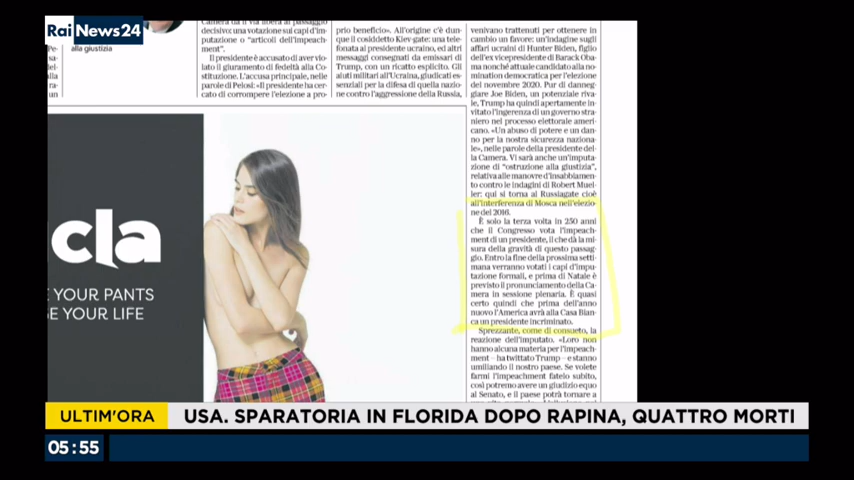 Rai News24
alla giustizia
Camera dà il via libera al passaggio
decisivo: una votazione sui capi d'im-
putazione o "articoli dell'impeach-
ment".
Il presidente è accusato di aver viola-
to il giuramento di fedeltà alla Co-
stituzione. L'accusa principale, nelle
parole di Pelosi: «Il presidente ha cer-
cato di corrompere l'elezione a pro-
prio beneficio». All'origine c'è dun-
que il cosiddetto Kiev-gate: una tele-
fonata al presidente ucraino, ed altri
messaggi consegnati da emissari di
Trump, con un ricatto esplicito. Gli
aiuti militari all'Ucraina, giudicati es-
senziali per la difesa di quella nazio-
ne contro l'aggressione della Russia,
venivano trattenuti per ottenere in
cambio un favore: un'indagine sugli
affari ucraini di Hunter Biden, figlio
dell'ex vicepresidente di Barack Oba-
ma nonché attuale candidato alla no-
mination democratica per l'elezione
del novembre 2020. Pur di danneg-
giare Joe Biden, un potenziale riva-
le, Trump ha quindi apertamente in-
vitato l'ingerenza di un governo stra-
niero nel processo elettorale ameri-
cano. «Un abuso di potere e un dan-
no per la nostra sicurezza naziona-
le», nelle parole della presidente del-
la Camera. Vi sarà anche un'imputa-
zione di "ostruzione alla giustizia",
relativa alle manovre d'insabbiamen-
to contro le indagini di Robert Muel-
ler: qui si torna al Russiagate cioè
all'interferenza di Mosca nell'elezio-
ne del 2016.
È solo la terza volta in 250 anni
che il Congresso vota l'impeach-
ment di un presidente, il che dà la mi-
sura della gravità di questo passag-
gio. Entro la fine della prossima setti-
mana verranno votati i capi d'impu-
tazione formali, e prima di Natale è
previsto il pronunciamento della Ca-
mera in sessione plenaria. È quasi
certo quindi che prima dell'anno
nuovo l'America avrà alla Casa Bian-
ca un presidente incriminato.
Sprezzante, come di consueto, la
reazione dell'imputato. «Loro non
hanno alcuna materia per l'impeach-
ment – ha twittato Trump – e stanno
umiliando il nostro paese. Se volete
farmi l'impeachment fatelo subito,
così potremo avere un giudizio equo
al Senato, e il paese potrà tornare a
cla
E YOUR PANTS
E YOUR LIFE
ULTIM'ORA
USA. SPARATORIA IN FLORIDA DOPO RAPINA, QUATTRO MORTI
05:55